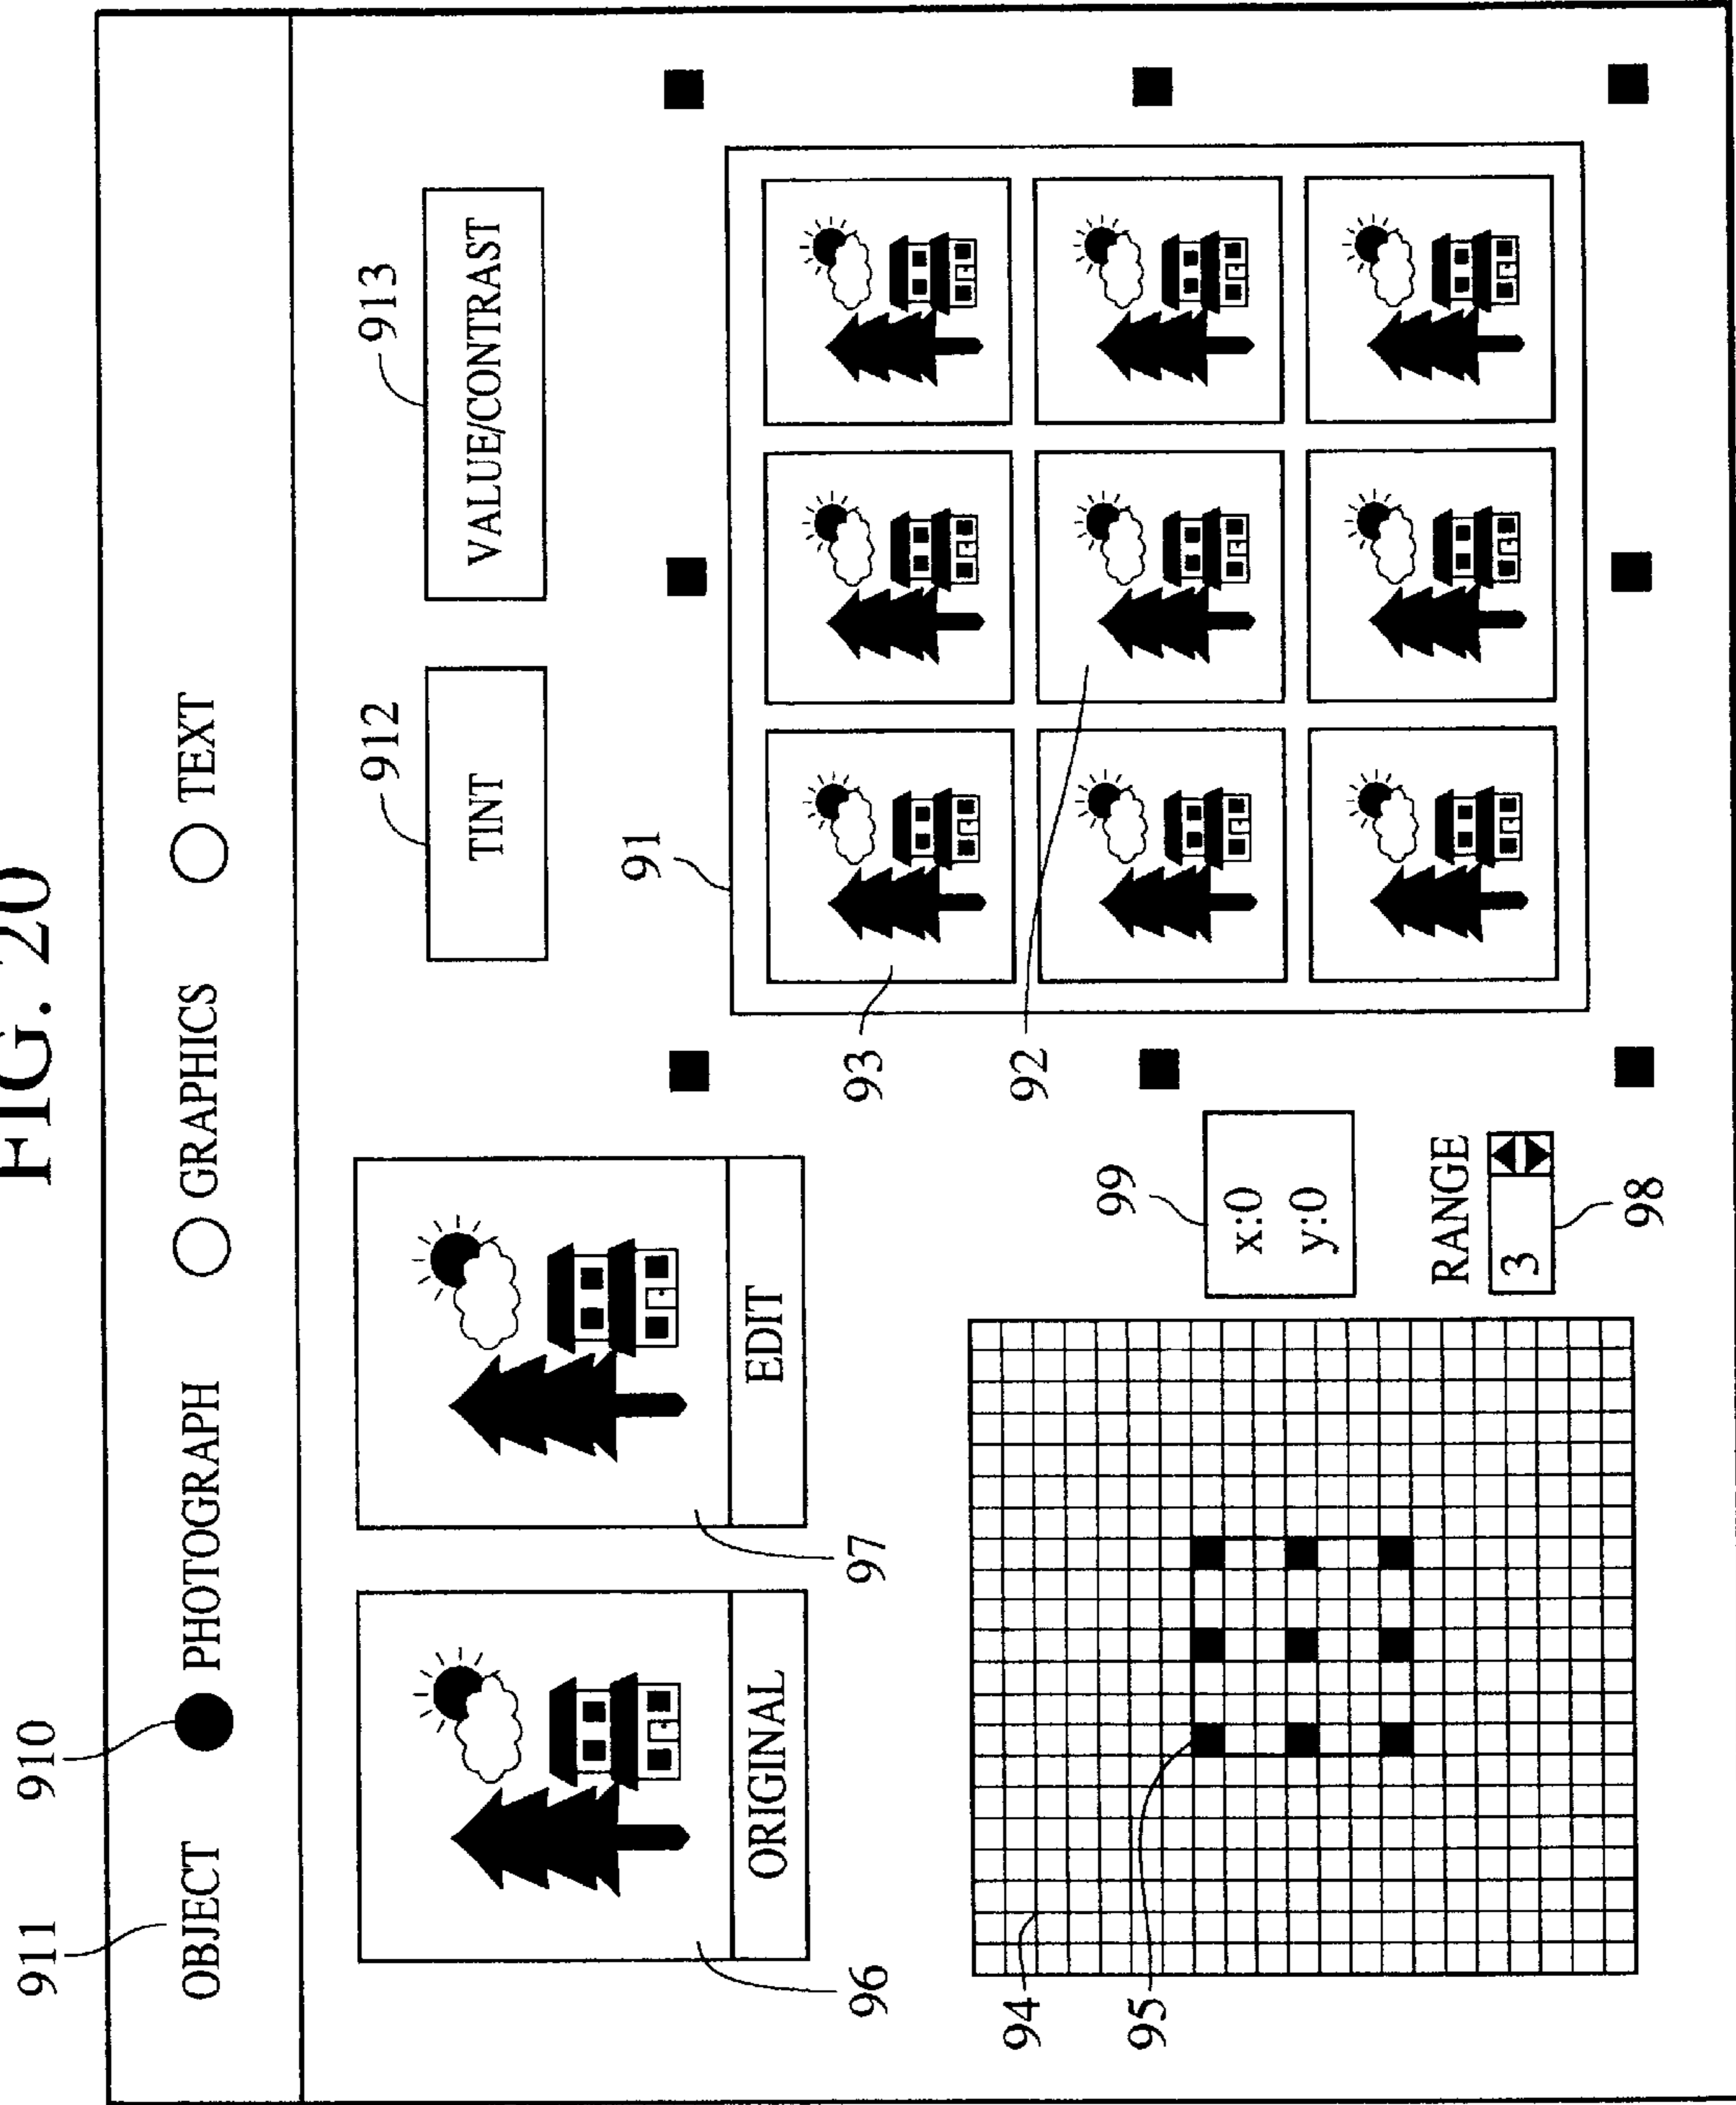 FIG. 20
911
910
OBJECT PHOTOGRAPH GRAPHICS TEXT
912
913
TINT
VALUE/CONTRAST
ORIGINAL
EDIT
96
97
91
93
92
94
95
99
x:0
y:0
RANGE
3
98